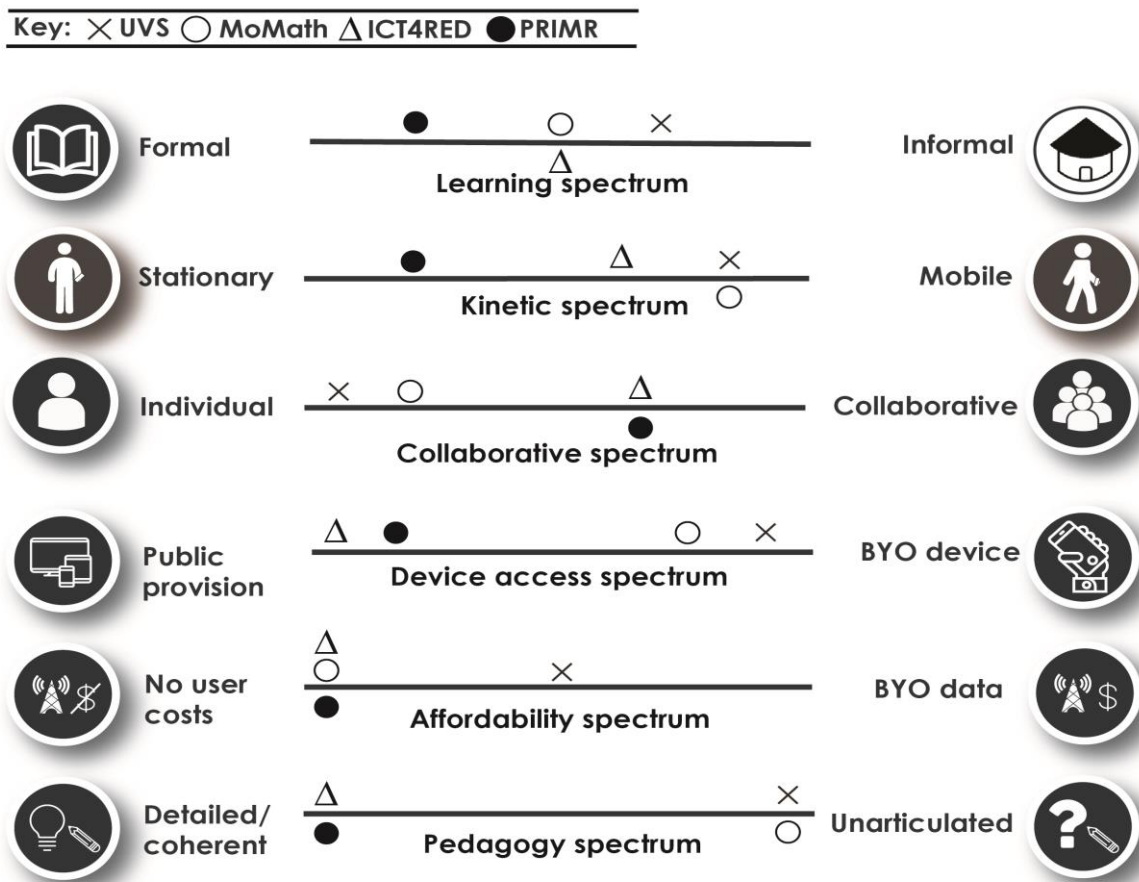 Key: × UVS ○ MoMath Δ ICT4RED ● PRIMR
Formal
Informal
Learning spectrum
Stationary
Mobile
Kinetic spectrum
Individual
Collaborative
Collaborative spectrum
Public
provision
BYO device
Device access spectrum
No user
costs
BYO data
Affordability spectrum
Detailed/
coherent
Unarticulated
Pedagogy spectrum